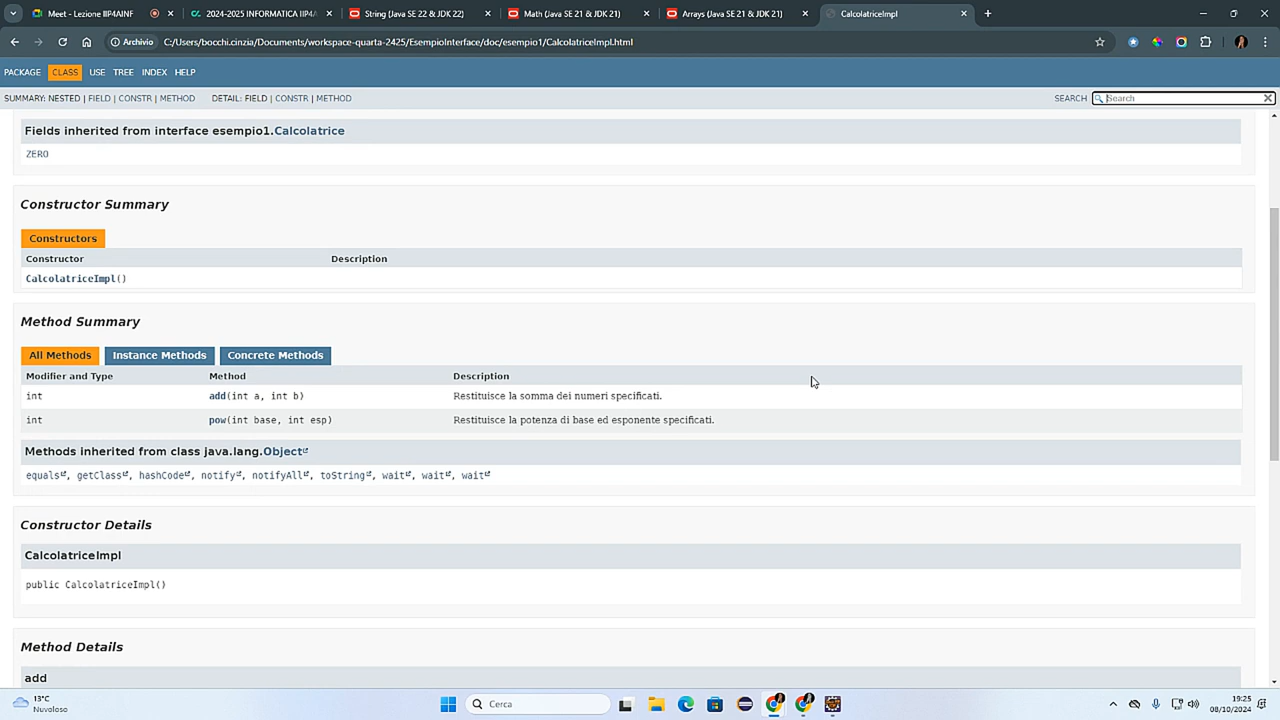 Meet - Lezione IIP4AINF
2024-2025 INFORMATICA IIP4A
String (Java SE 22 & JDK 22)
Math (Java SE 21 & JDK 21)
Arrays (Java SE 21 & JDK 21)
CalcolatriceImpl
Archivio C:/Users/bocchi.cinzia/Documents/workspace-quarta-2425/EsempioInterface/doc/esempio1/CalcolatriceImpl.html
PACKAGE CLASS USE TREE INDEX HELP
SUMMARY: NESTED | FIELD | CONSTR | METHOD DETAIL: FIELD | CONSTR | METHOD SEARCH Search
Fields inherited from interface esempio1.Calcolatrice
ZERO
Constructor Summary
Constructors
Constructor Description
CalcolatriceImpl()
Method Summary
All Methods Instance Methods Concrete Methods
Modifier and Type Method Description
int add(int a, int b) Restituisce la somma dei numeri specificati.
int pow(int base, int esp) Restituisce la potenza di base ed esponente specificati.
Methods inherited from class java.lang.Object
equals, getClass, hashCode, notify, notifyAll, toString, wait, wait, wait
Constructor Details
CalcolatriceImpl
public CalcolatriceImpl()
Method Details
add
13°C
Nuvoloso
Cerca
19:25
08/10/2024